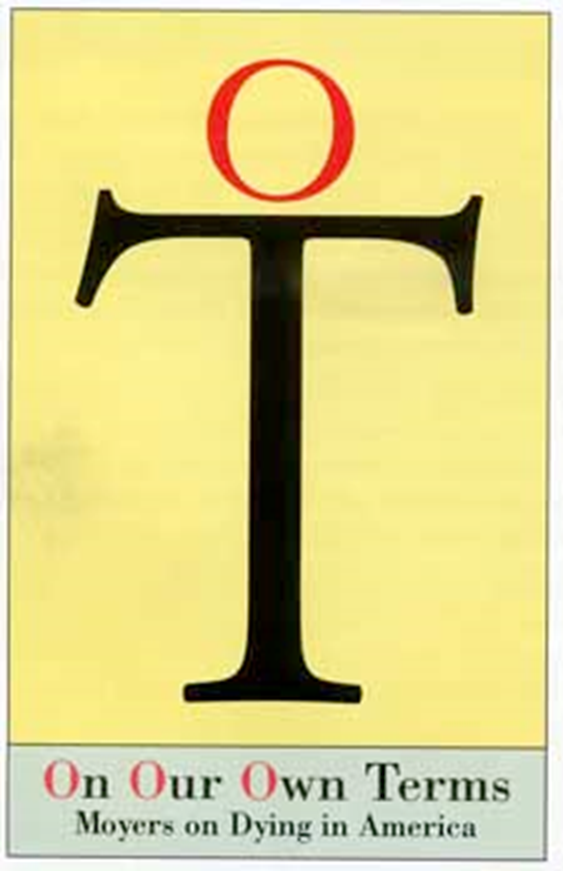 O
T
On Our Own Terms
Moyers on Dying in America